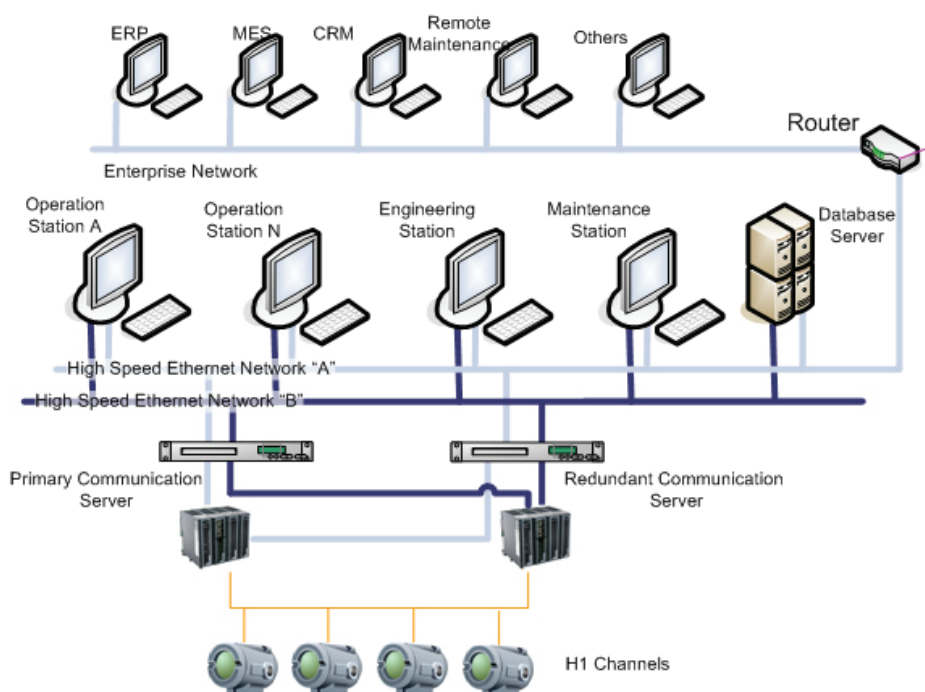 ERP
MES
CRM
Remote
Maintenance
Others
Router
Enterprise Network
Operation
Station A
Operation
Station N
Engineering
Station
Maintenance
Station
Database
Server
High Speed Ethernet Network “A”
High Speed Ethernet Network “B”
Primary Communication
Server
Redundant Communication
Server
H1 Channels